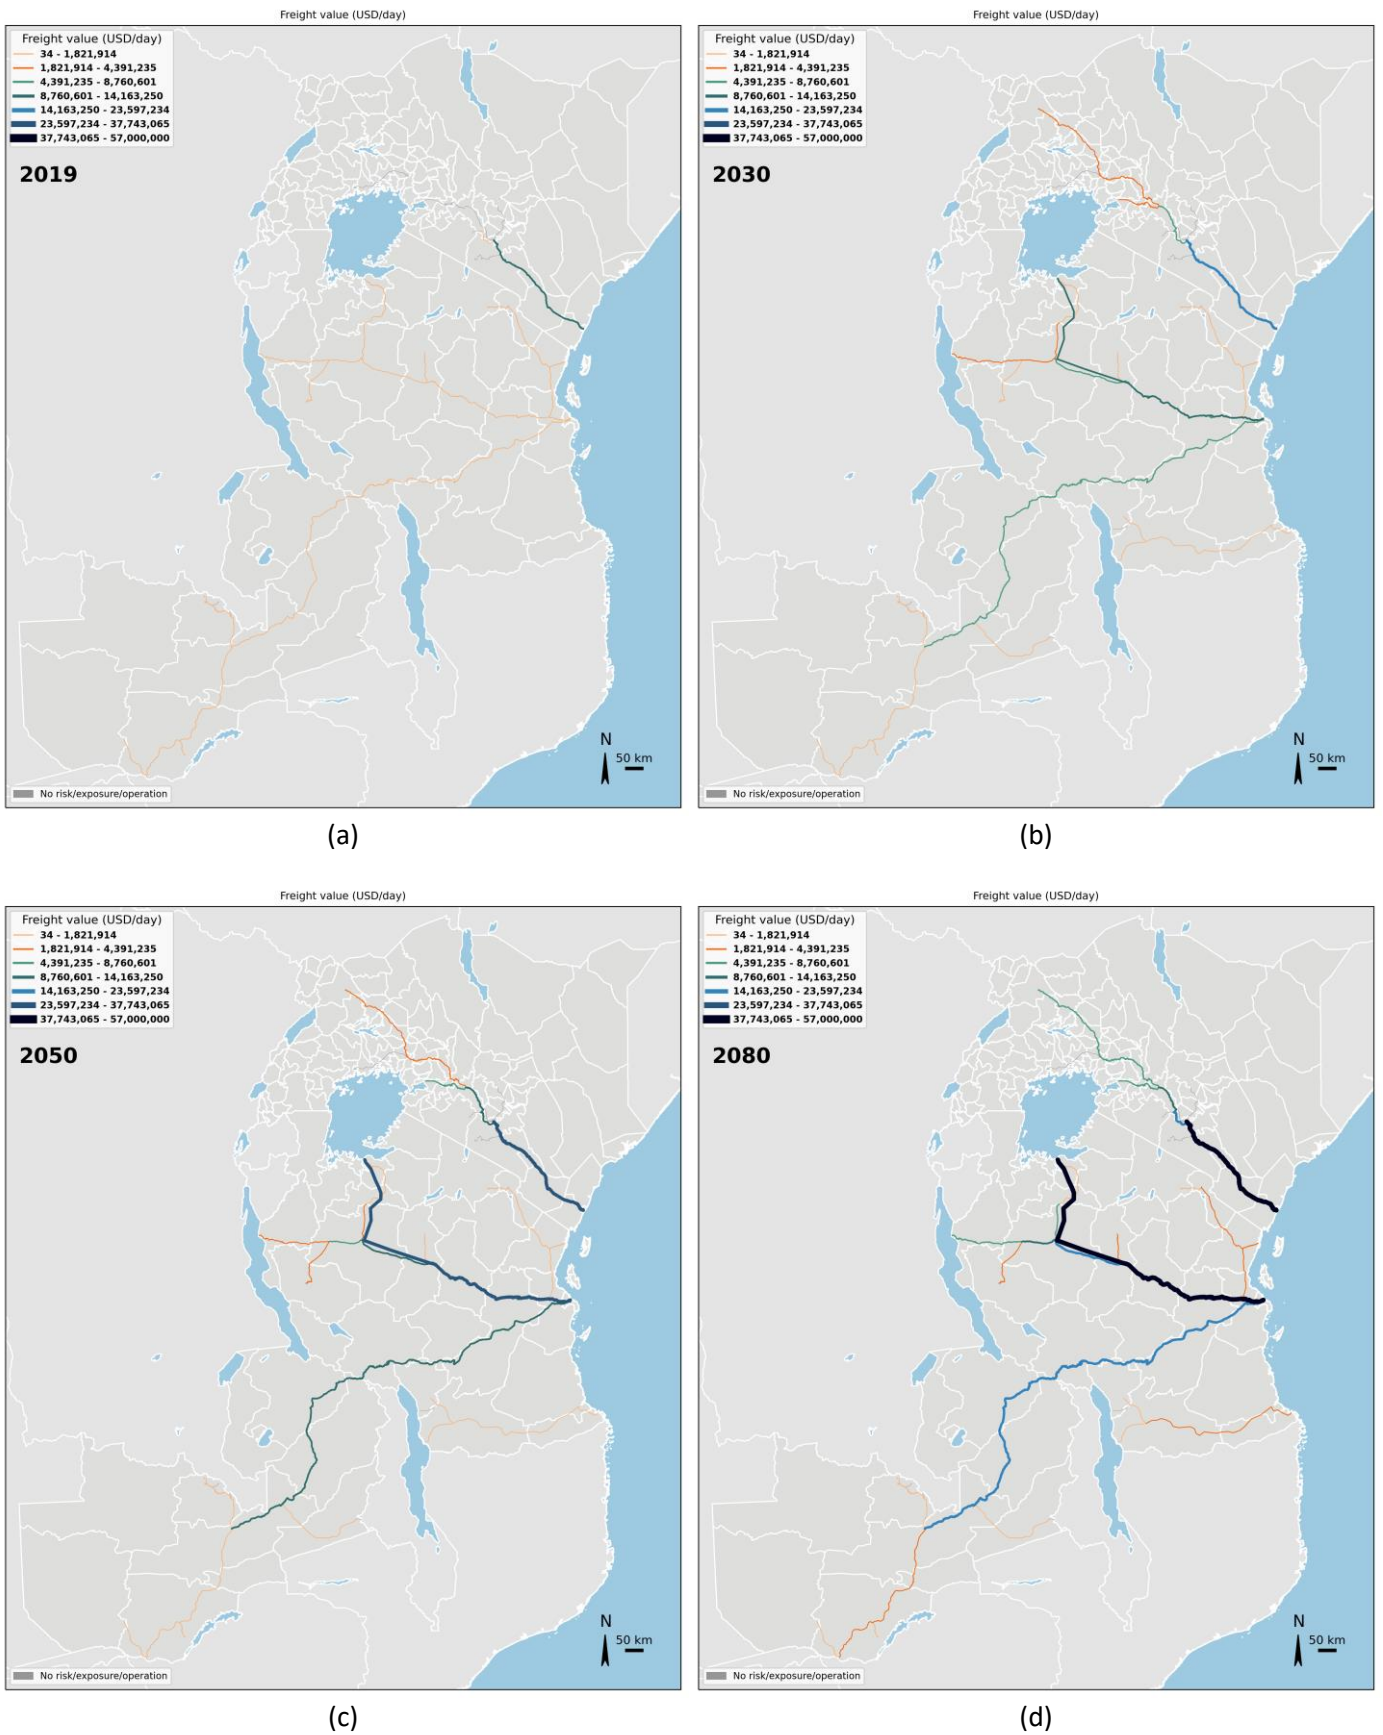 Freight value (USD/day)
Freight value (USD/day)
34 - 1,821,914
1,821,914 - 4,391,235
4,391,235 - 8,760,601
8,760,601 - 14,163,250
14,163,250 - 23,597,234
23,597,234 - 37,743,065
37,743,065 - 57,000,000
2019
N
50 km
No risk/exposure/operation
(a)
Freight value (USD/day)
Freight value (USD/day)
34 - 1,821,914
1,821,914 - 4,391,235
4,391,235 - 8,760,601
8,760,601 - 14,163,250
14,163,250 - 23,597,234
23,597,234 - 37,743,065
37,743,065 - 57,000,000
2030
N
50 km
No risk/exposure/operation
(b)
Freight value (USD/day)
Freight value (USD/day)
34 - 1,821,914
1,821,914 - 4,391,235
4,391,235 - 8,760,601
8,760,601 - 14,163,250
14,163,250 - 23,597,234
23,597,234 - 37,743,065
37,743,065 - 57,000,000
2050
N
50 km
No risk/exposure/operation
(c)
Freight value (USD/day)
Freight value (USD/day)
34 - 1,821,914
1,821,914 - 4,391,235
4,391,235 - 8,760,601
8,760,601 - 14,163,250
14,163,250 - 23,597,234
23,597,234 - 37,743,065
37,743,065 - 57,000,000
2080
N
50 km
No risk/exposure/operation
(d)